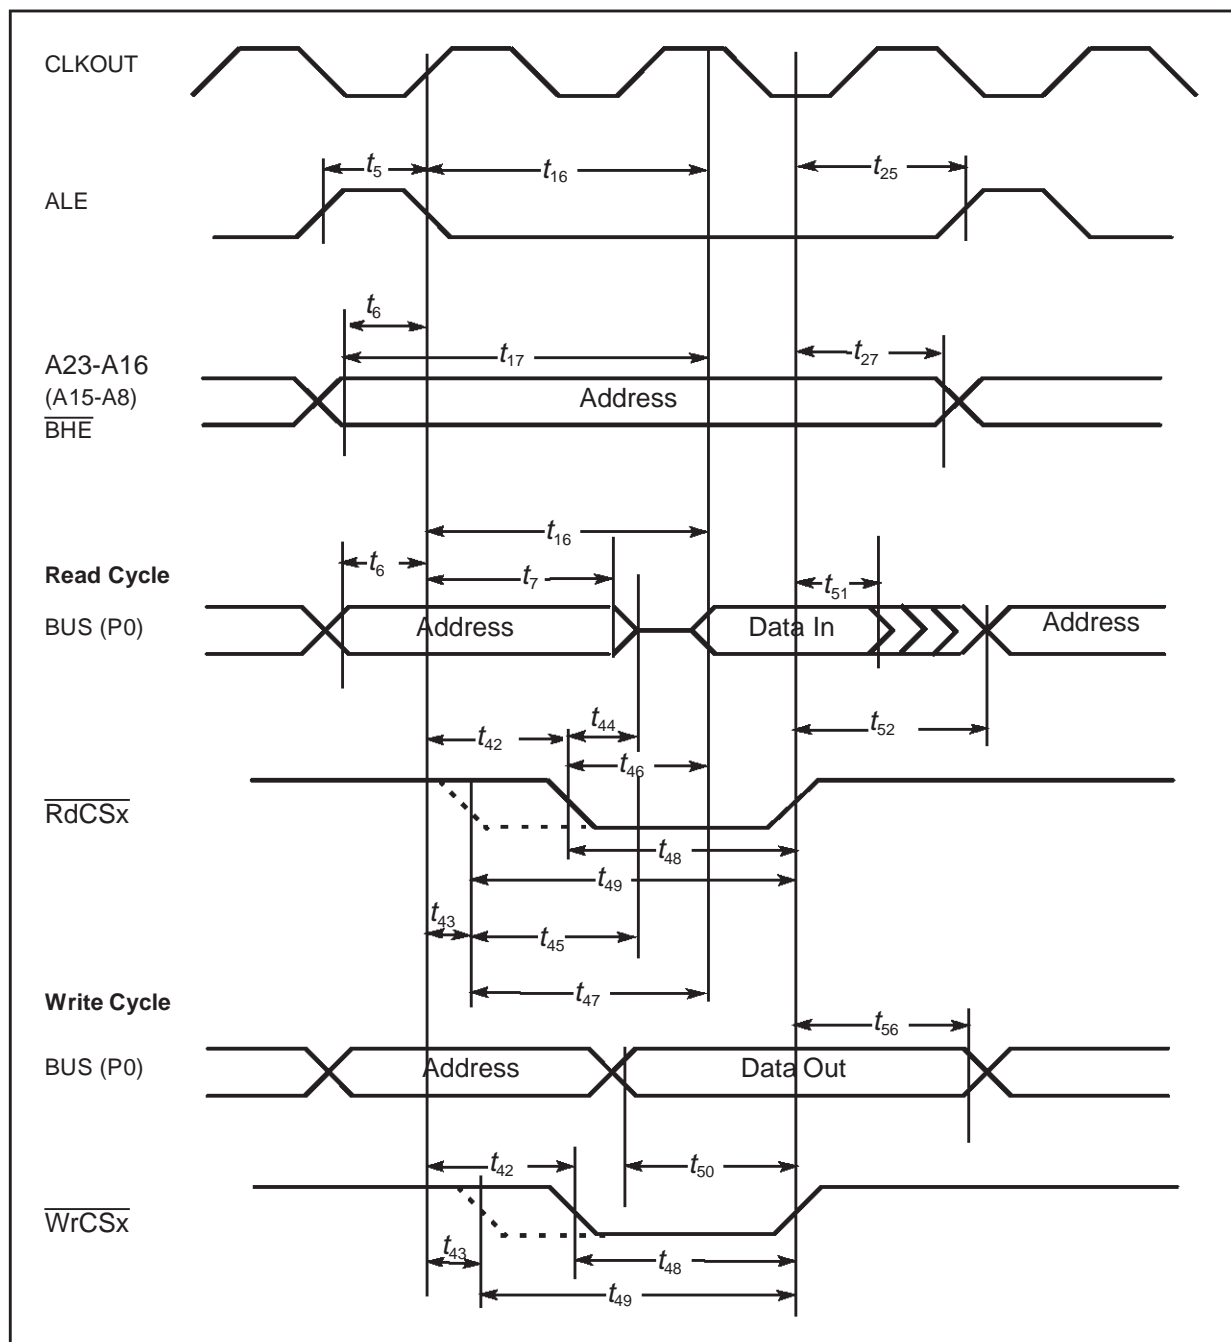 CLKOUT
t5 t16 t25
ALE
t6
t17 t27
A23-A16
(A15-A8) Address
BHE
t16
Read Cycle t6 t7 t51
BUS (P0) Address Data In Address
t44 t52
t42
t46
RdCSx
t48
t49
t43 t45
t47
Write Cycle
t56
BUS (P0) Address Data Out
t42 t50
WrCSx
t43 t48
t49